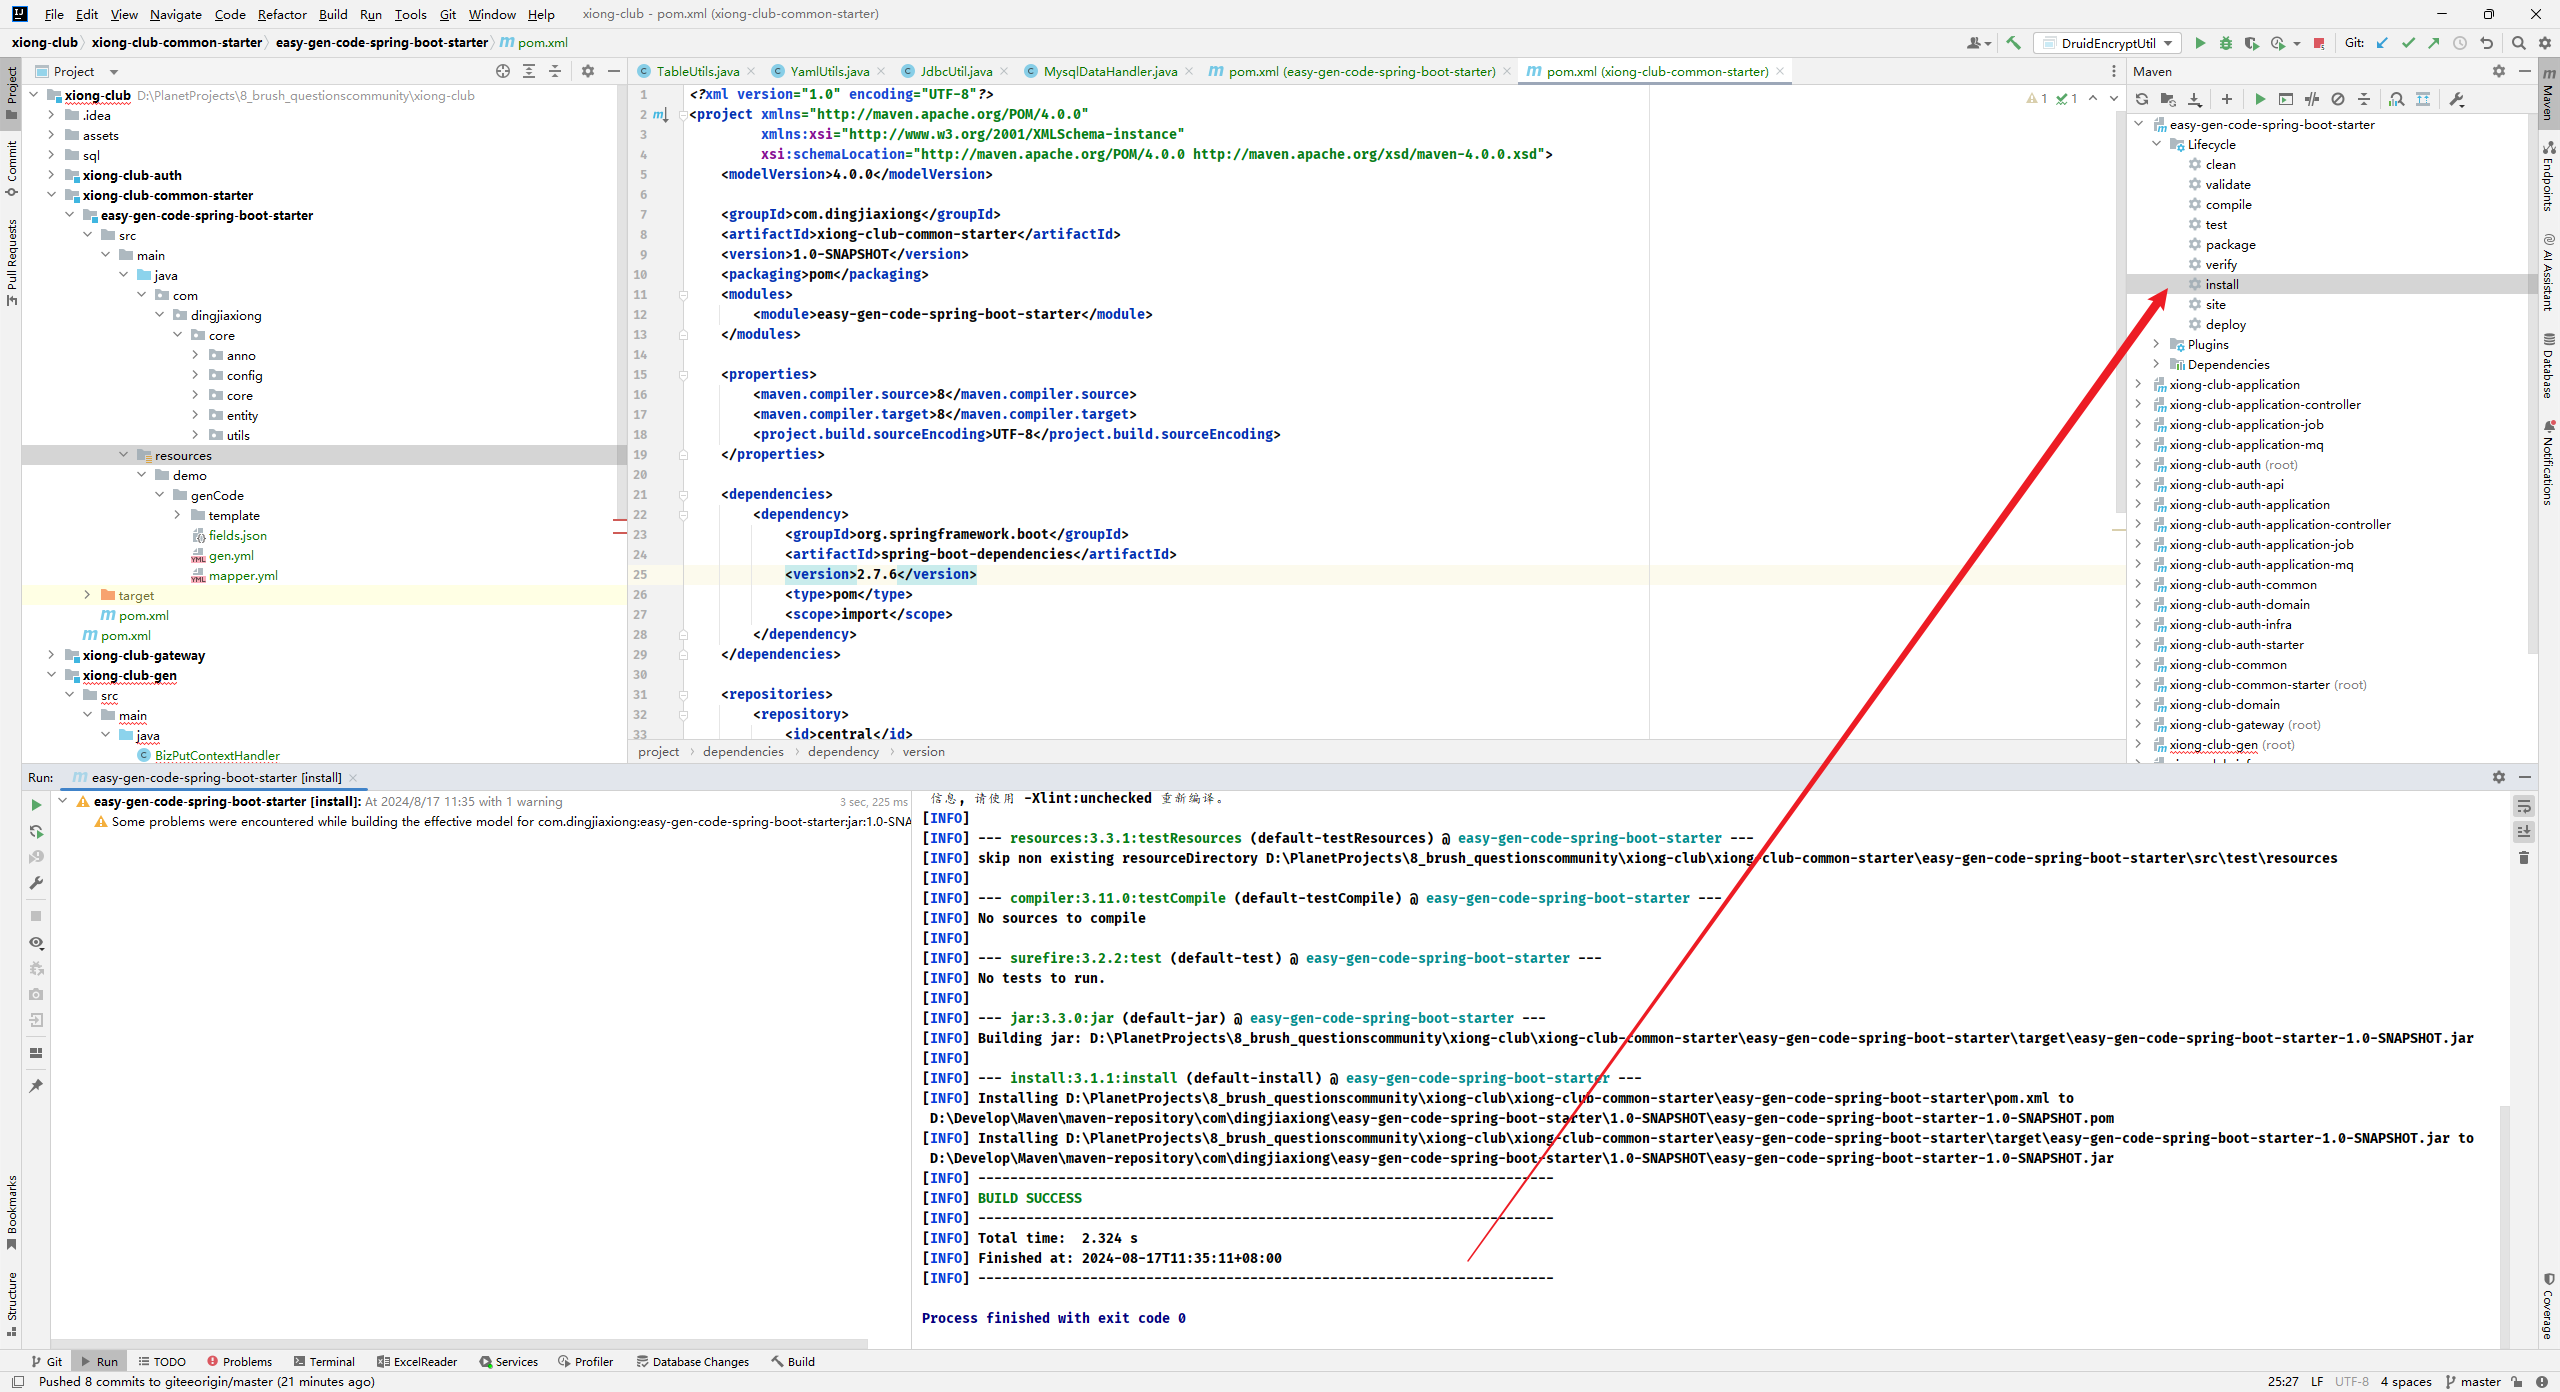 File Edit View Navigate Code Refactor Build Run Tools Git Window Help xiong-club - pom.xml (xiong-club-common-starter)
xiong-club xiong-club-common-starter easy-gen-code-spring-boot-starter pom.xml
DruidEncryptUtil Git:
Project
Commit
Pull Requests
Bookmarks
Structure
Project
xiong-club D:\PlanetProjects\8_brush_questionscommunity\xiong-club
.idea
assets
sql
xiong-club-auth
xiong-club-common-starter
easy-gen-code-spring-boot-starter
src
main
java
com
dingjiaxiong
core
anno
config
core
entity
utils
resources
demo
genCode
template
fields.json
gen.yml
mapper.yml
target
pom.xml
pom.xml
xiong-club-gateway
xiong-club-gen
src
main
java
BizPutContextHandler
TableUtils.java YamlUtils.java JdbcUtil.java MysqlDataHandler.java pom.xml (easy-gen-code-spring-boot-starter) pom.xml (xiong-club-common-starter)
1 1
1 <?xml version="1.0" encoding="UTF-8"?>
2 <project xmlns="http://maven.apache.org/POM/4.0.0"
3 xmlns:xsi="http://www.w3.org/2001/XMLSchema-instance"
4 xsi:schemaLocation="http://maven.apache.org/POM/4.0.0 http://maven.apache.org/xsd/maven-4.0.0.xsd">
5 <modelVersion>4.0.0</modelVersion>
6
7 <groupId>com.dingjiaxiong</groupId>
8 <artifactId>xiong-club-common-starter</artifactId>
9 <version>1.0-SNAPSHOT</version>
10 <packaging>pom</packaging>
11 <modules>
12 <module>easy-gen-code-spring-boot-starter</module>
13 </modules>
14
15 <properties>
16 <maven.compiler.source>8</maven.compiler.source>
17 <maven.compiler.target>8</maven.compiler.target>
18 <project.build.sourceEncoding>UTF-8</project.build.sourceEncoding>
19 </properties>
20
21 <dependencies>
22 <dependency>
23 <groupId>org.springframework.boot</groupId>
24 <artifactId>spring-boot-dependencies</artifactId>
25 <version>2.7.6</version>
26 <type>pom</type>
27 <scope>import</scope>
28 </dependency>
29 </dependencies>
30
31 <repositories>
32 <repository>
33 <id>central</id>
project dependencies dependency version
Maven
easy-gen-code-spring-boot-starter
Lifecycle
clean
validate
compile
test
package
verify
install
site
deploy
Plugins
Dependencies
xiong-club-application
xiong-club-application-controller
xiong-club-application-job
xiong-club-application-mq
xiong-club-auth (root)
xiong-club-auth-api
xiong-club-auth-application
xiong-club-auth-application-controller
xiong-club-auth-application-job
xiong-club-auth-application-mq
xiong-club-auth-common
xiong-club-auth-domain
xiong-club-auth-infra
xiong-club-auth-starter
xiong-club-common
xiong-club-common-starter (root)
xiong-club-domain
xiong-club-gateway (root)
xiong-club-gen (root)
Maven
Endpoints
AI Assistant
Database
Notifications
Coverage
Run: easy-gen-code-spring-boot-starter [install]
easy-gen-code-spring-boot-starter [install]: At 2024/8/17 11:35 with 1 warning 3 sec, 225 ms
Some problems were encountered while building the effective model for com.dingjiaxiong:easy-gen-code-spring-boot-starter:jar:1.0-SNA
信息, 请使用 -Xlint:unchecked 重新编译。
[INFO]
[INFO] --- resources:3.3.1:testResources (default-testResources) @ easy-gen-code-spring-boot-starter ---
[INFO] skip non existing resourceDirectory D:\PlanetProjects\8_brush_questionscommunity\xiong-club\xiong-club-common-starter\easy-gen-code-spring-boot-starter\src\test\resources
[INFO]
[INFO] --- compiler:3.11.0:testCompile (default-testCompile) @ easy-gen-code-spring-boot-starter ---
[INFO] No sources to compile
[INFO]
[INFO] --- surefire:3.2.2:test (default-test) @ easy-gen-code-spring-boot-starter ---
[INFO] No tests to run.
[INFO]
[INFO] --- jar:3.3.0:jar (default-jar) @ easy-gen-code-spring-boot-starter ---
[INFO] Building jar: D:\PlanetProjects\8_brush_questionscommunity\xiong-club\xiong-club-common-starter\easy-gen-code-spring-boot-starter\target\easy-gen-code-spring-boot-starter-1.0-SNAPSHOT.jar
[INFO]
[INFO] --- install:3.1.1:install (default-install) @ easy-gen-code-spring-boot-starter ---
[INFO] Installing D:\PlanetProjects\8_brush_questionscommunity\xiong-club\xiong-club-common-starter\easy-gen-code-spring-boot-starter\pom.xml to
D:\Develop\Maven\maven-repository\com\dingjiaxiong\easy-gen-code-spring-boot-starter\1.0-SNAPSHOT\easy-gen-code-spring-boot-starter-1.0-SNAPSHOT.pom
[INFO] Installing D:\PlanetProjects\8_brush_questionscommunity\xiong-club\xiong-club-common-starter\easy-gen-code-spring-boot-starter\target\easy-gen-code-spring-boot-starter-1.0-SNAPSHOT.jar to
D:\Develop\Maven\maven-repository\com\dingjiaxiong\easy-gen-code-spring-boot-starter\1.0-SNAPSHOT\easy-gen-code-spring-boot-starter-1.0-SNAPSHOT.jar
[INFO] ------------------------------------------------------------------------
[INFO] BUILD SUCCESS
[INFO] ------------------------------------------------------------------------
[INFO] Total time:  2.324 s
[INFO] Finished at: 2024-08-17T11:35:11+08:00
[INFO] ------------------------------------------------------------------------
Process finished with exit code 0
Git Run TODO Problems Terminal ExcelReader Services Profiler Database Changes Build
Pushed 8 commits to giteeorigin/master (21 minutes ago) 25:27 LF UTF-8 4 spaces master